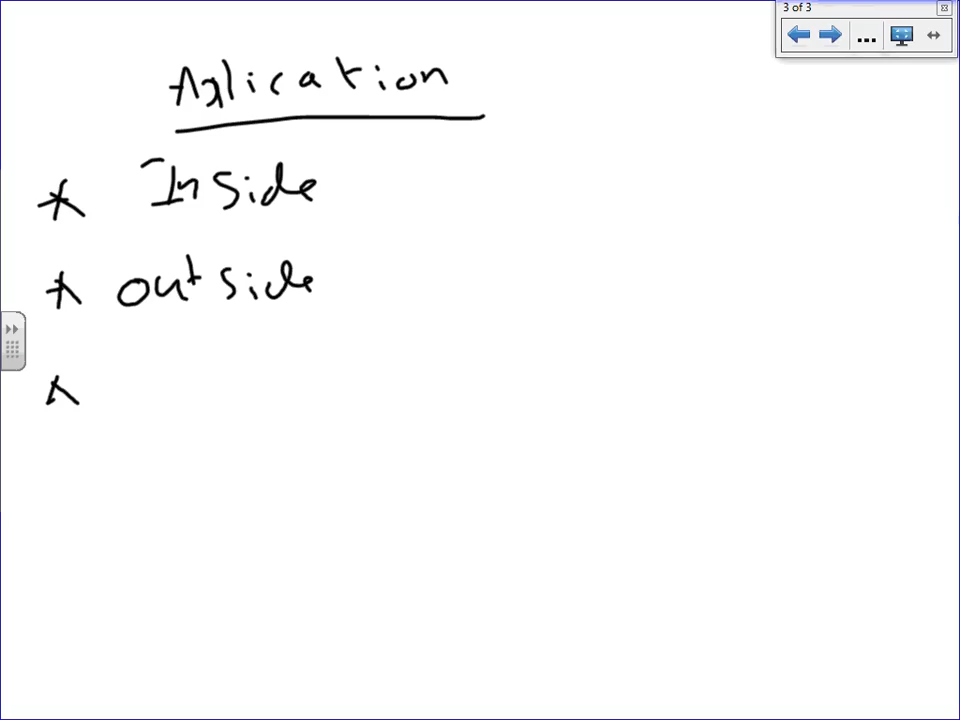 3 of 3
Aplication
* Inside
* outside